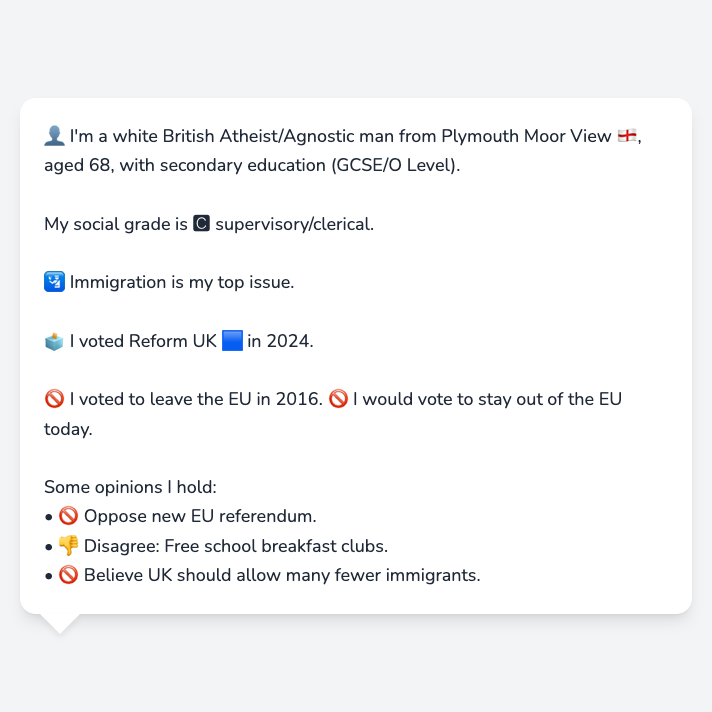 👤 I'm a white British Atheist/Agnostic man from Plymouth Moor View 🏴󠁧󠁢󠁥󠁮󠁧󠁿,
aged 68, with secondary education (GCSE/O Level).
My social grade is 🅲 supervisory/clerical.
🛂 Immigration is my top issue.
🗳️ I voted Reform UK 🟦 in 2024.
🚫 I voted to leave the EU in 2016. 🚫 I would vote to stay out of the EU
today.
Some opinions I hold:
• 🚫 Oppose new EU referendum.
• 👎 Disagree: Free school breakfast clubs.
• 🚫 Believe UK should allow many fewer immigrants.